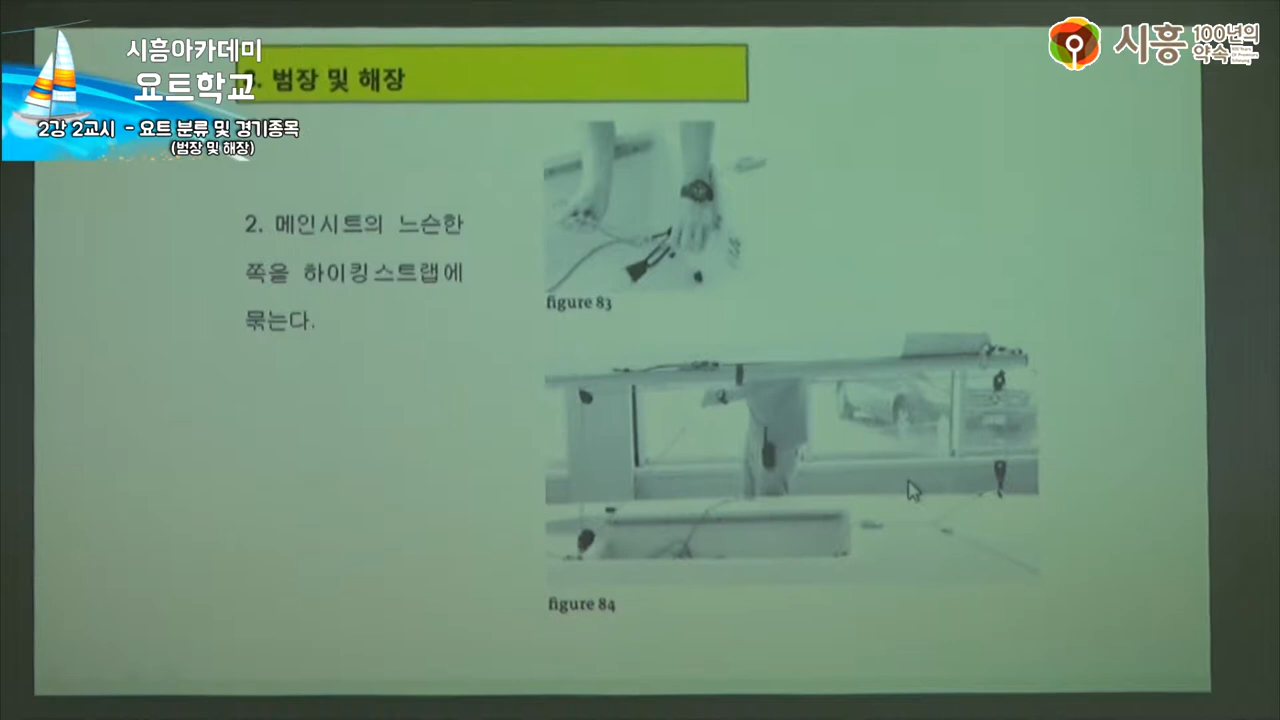 시흥아카데미
요트학교
2강 2교시 - 요트 분류 및 경기종목
(범장 및 해장)
시흥
100년의
약속
범장 및 해장
2. 메인시트의 느슨한
쪽을 하이킹스트랩에
묶는다.
figure 83
figure 84